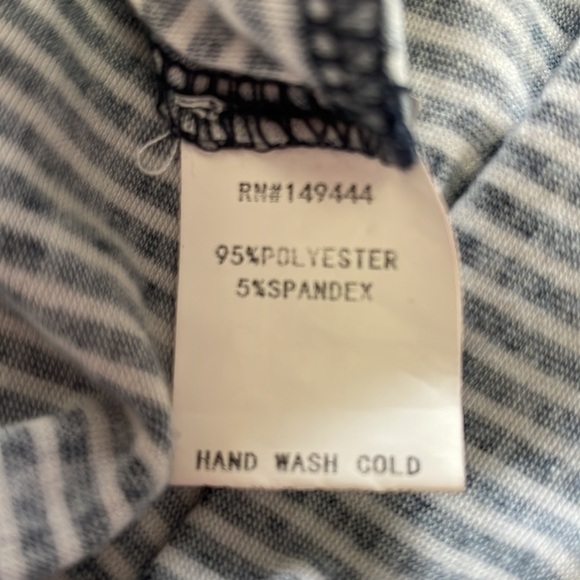 RN#149444
95%POLYESTER
5%SPANDEX
HAND WASH COLD